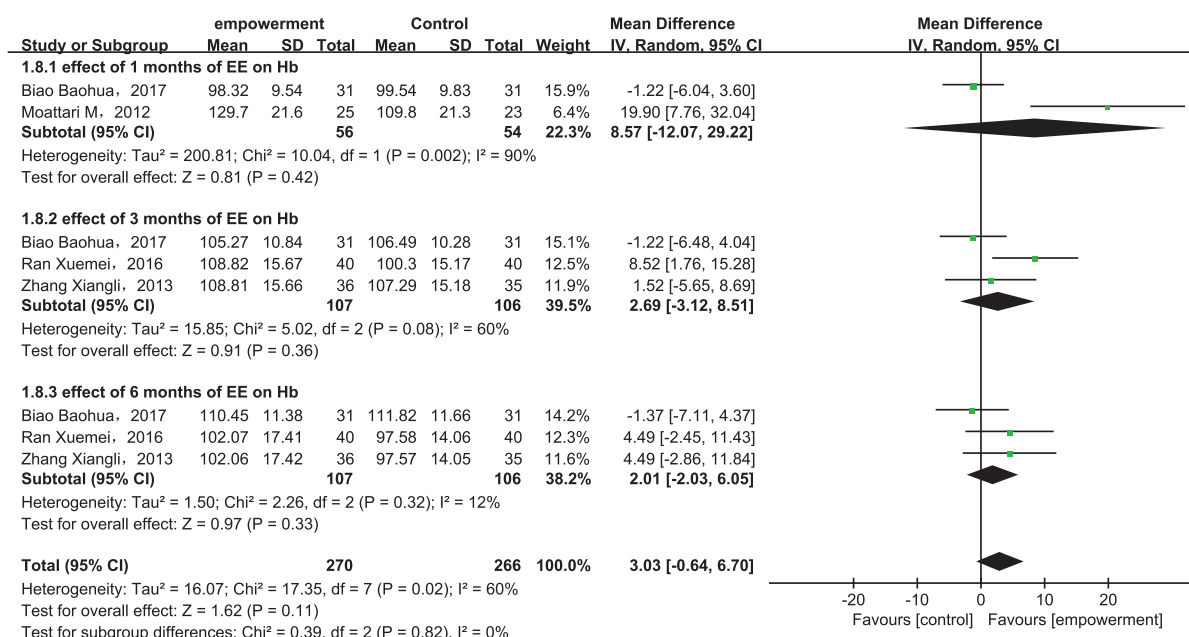 empowerment Control Mean Difference Mean Difference
Study or Subgroup Mean SD Total Mean SD Total Weight IV, Random, 95% CI IV, Random, 95% CI
1.8.1 effect of 1 months of EE on Hb
Biao Baohua，2017 98.32 9.54 31 99.54 9.83 31 15.9% -1.22 [-6.04, 3.60]
Moattari M，2012 129.7 21.6 25 109.8 21.3 23 6.4% 19.90 [7.76, 32.04]
Subtotal (95% CI) 56 54 22.3% 8.57 [-12.07, 29.22]
Heterogeneity: Tau² = 200.81; Chi² = 10.04, df = 1 (P = 0.002); I² = 90%
Test for overall effect: Z = 0.81 (P = 0.42)
1.8.2 effect of 3 months of EE on Hb
Biao Baohua，2017 105.27 10.84 31 106.49 10.28 31 15.1% -1.22 [-6.48, 4.04]
Ran Xuemei，2016 108.82 15.67 40 100.3 15.17 40 12.5% 8.52 [1.76, 15.28]
Zhang Xiangli，2013 108.81 15.66 36 107.29 15.18 35 11.9% 1.52 [-5.65, 8.69]
Subtotal (95% CI) 107 106 39.5% 2.69 [-3.12, 8.51]
Heterogeneity: Tau² = 15.85; Chi² = 5.02, df = 2 (P = 0.08); I² = 60%
Test for overall effect: Z = 0.91 (P = 0.36)
1.8.3 effect of 6 months of EE on Hb
Biao Baohua，2017 110.45 11.38 31 111.82 11.66 31 14.2% -1.37 [-7.11, 4.37]
Ran Xuemei，2016 102.07 17.41 40 97.58 14.06 40 12.3% 4.49 [-2.45, 11.43]
Zhang Xiangli，2013 102.06 17.42 36 97.57 14.05 35 11.6% 4.49 [-2.86, 11.84]
Subtotal (95% CI) 107 106 38.2% 2.01 [-2.03, 6.05]
Heterogeneity: Tau² = 1.50; Chi² = 2.26, df = 2 (P = 0.32); I² = 12%
Test for overall effect: Z = 0.97 (P = 0.33)
Total (95% CI) 270 266 100.0% 3.03 [-0.64, 6.70]
Heterogeneity: Tau² = 16.07; Chi² = 17.35, df = 7 (P = 0.02); I² = 60%
Test for overall effect: Z = 1.62 (P = 0.11)
Test for subgroup differences: Chi² = 0.39, df = 2 (P = 0.82), I² = 0%
-20 -10 0 10 20
Favours [control] Favours [empowerment]